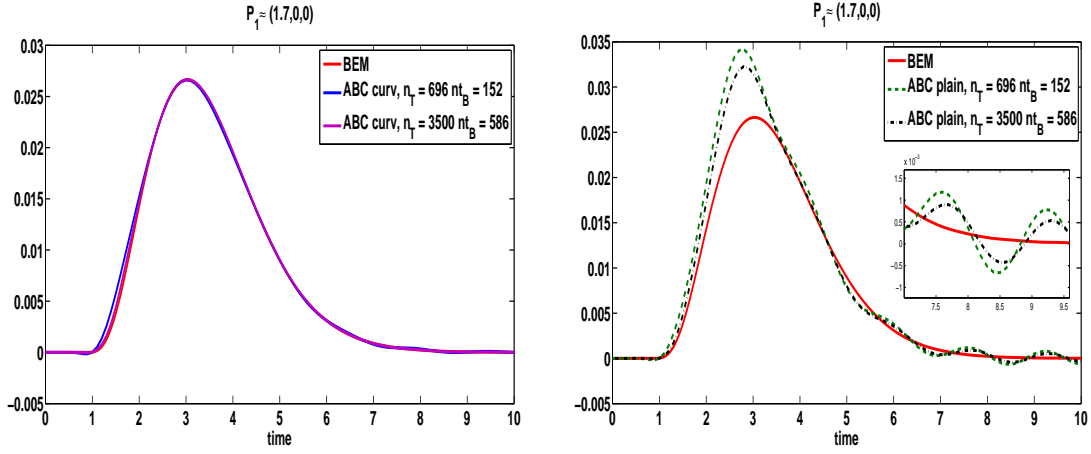 P1 ≈ (1.7,0,0)
0.03
0.025
0.02
0.015
0.01
0.005
0
−0.005
0 1 2 3 4 5 6 7 8 9 10
time
BEM
ABC curv, nT = 696 ntB = 152
ABC curv, nT = 3500 ntB = 586
P1 ≈ (1.7,0,0)
0.035
0.03
0.025
0.02
0.015
0.01
0.005
0
−0.005
0 1 2 3 4 5 6 7 8 9 10
time
BEM
ABC plain, nT = 696 ntB = 152
ABC plain, nT = 3500 ntB = 586
x 10−3
1.5
1
0.5
0
−0.5
−1
7.5 8 8.5 9 9.5